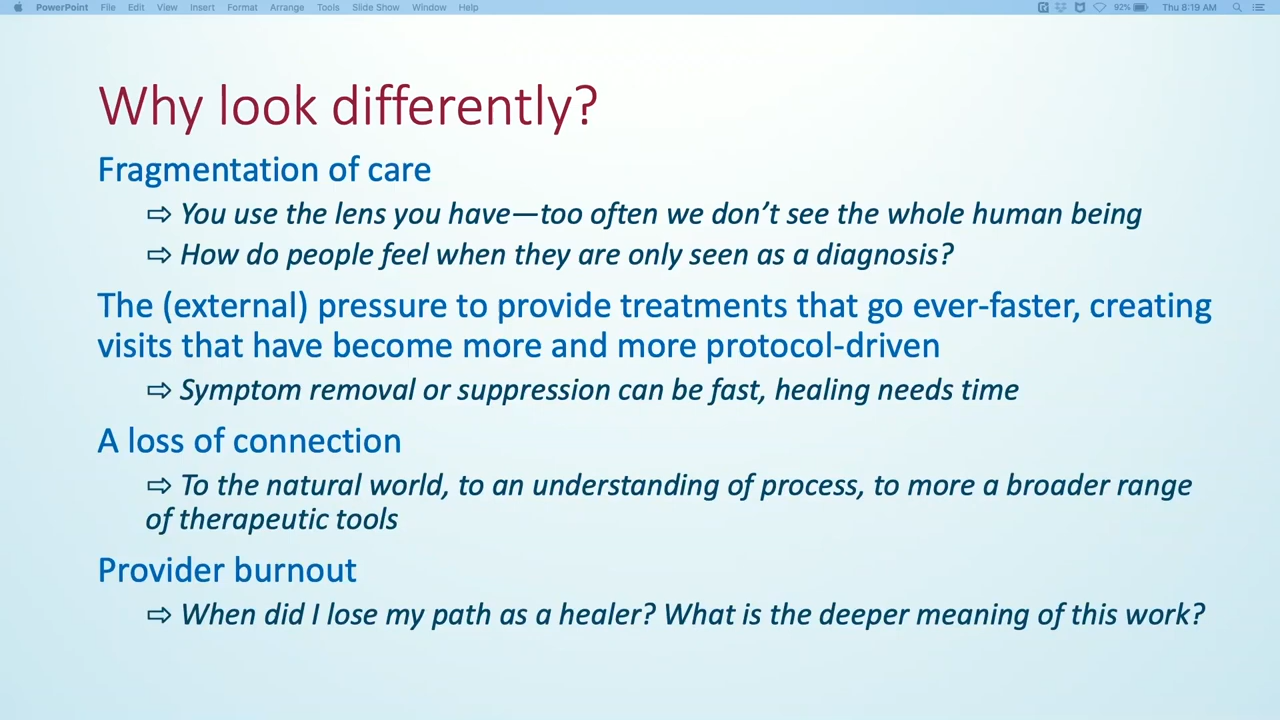 PowerPoint File Edit View Insert Format Arrange Tools Slide Show Window Help 92% Thu 8:19 AM
Why look differently?
Fragmentation of care
⇨ You use the lens you have—too often we don’t see the whole human being
⇨ How do people feel when they are only seen as a diagnosis?
The (external) pressure to provide treatments that go ever-faster, creating
visits that have become more and more protocol-driven
⇨ Symptom removal or suppression can be fast, healing needs time
A loss of connection
⇨ To the natural world, to an understanding of process, to more a broader range
of therapeutic tools
Provider burnout
⇨ When did I lose my path as a healer? What is the deeper meaning of this work?